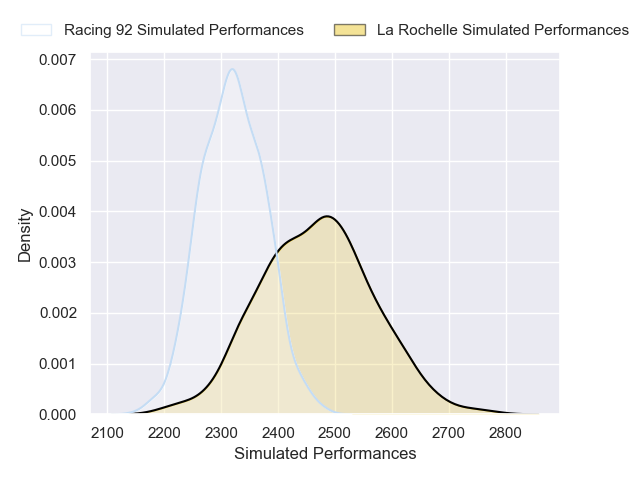 Racing 92 Simulated Performances
La Rochelle Simulated Performances
0.007
0.006
0.005
0.004
0.003
0.002
0.001
0.000
Density
2100 2200 2300 2400 2500 2600 2700 2800
Simulated Performances